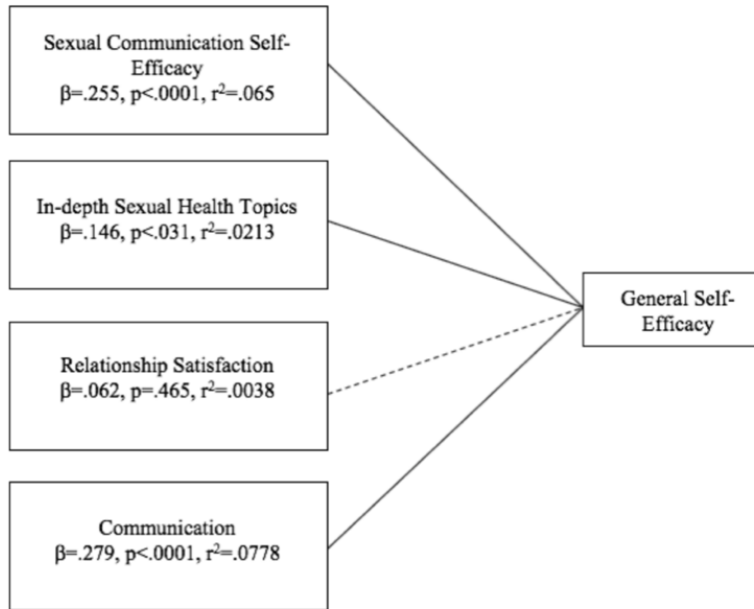 Sexual Communication Self-
Efficacy
β=.255, p<.0001, r²=.065
In-depth Sexual Health Topics
β=.146, p<.031, r²=.0213
Relationship Satisfaction
β=.062, p=.465, r²=.0038
Communication
β=.279, p<.0001, r²=.0778
General Self-
Efficacy